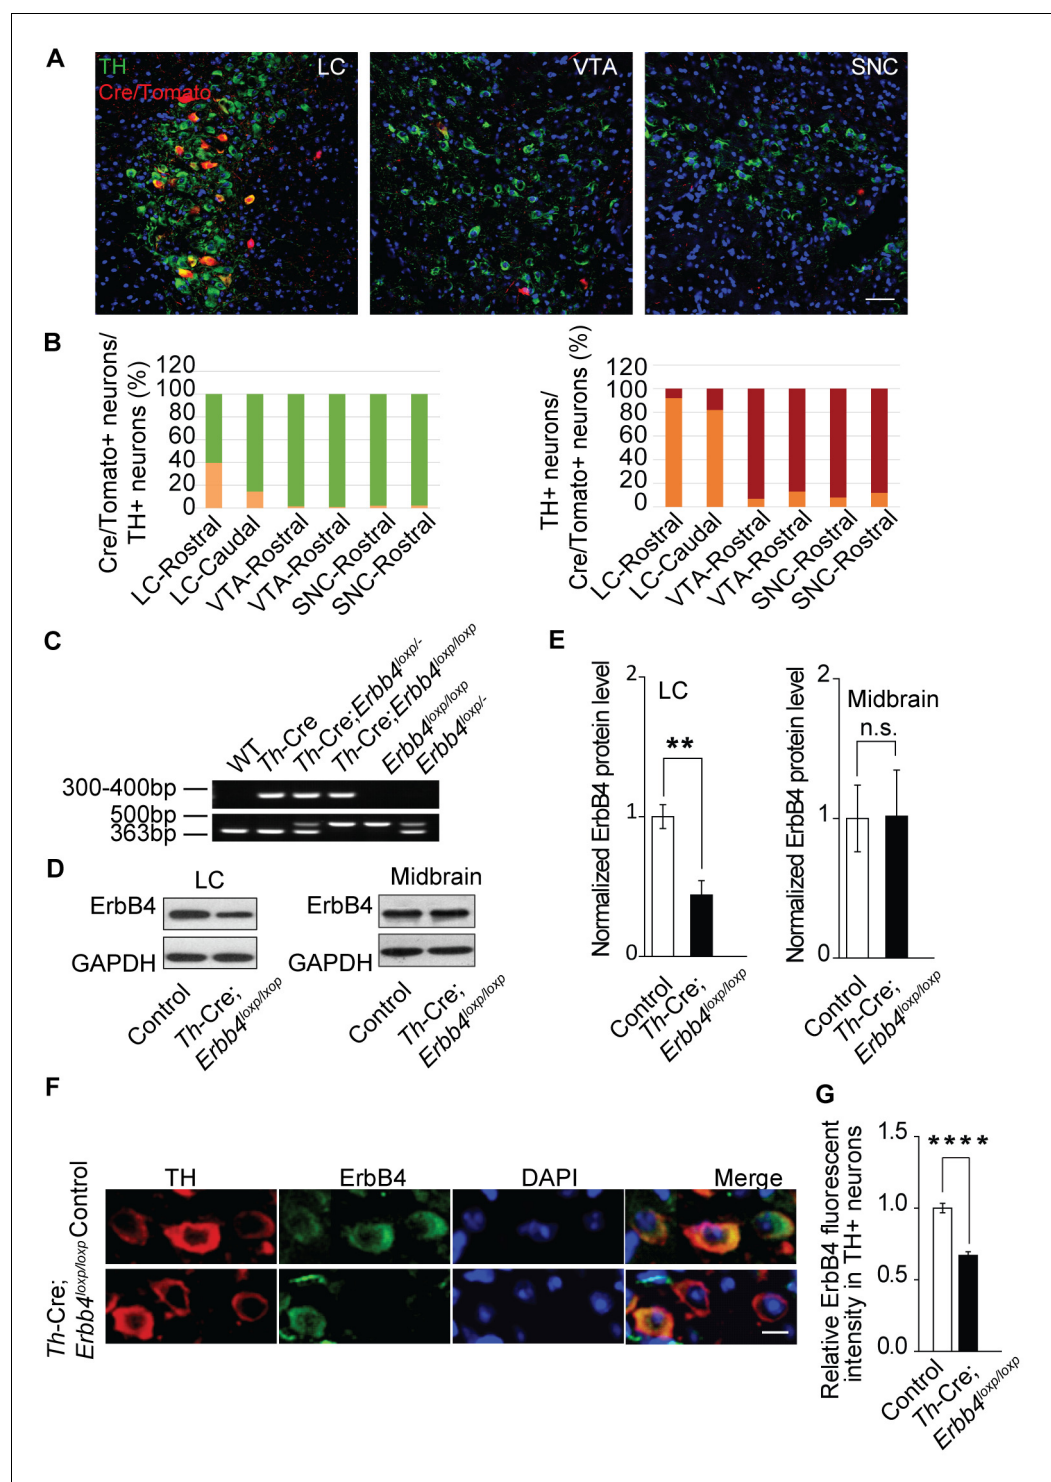 A
TH
Cre/Tomato
LC
VTA
SNC
B
Cre/Tomato+ neurons/
TH+ neurons (%)
120
100
80
60
40
20
0
LC-Rostral
LC-Caudal
VTA-Rostral
VTA-Rostral
SNC-Rostral
SNC-Rostral
TH+ neurons/
Cre/Tomato+ neurons (%)
120
100
80
60
40
20
0
LC-Rostral
LC-Caudal
VTA-Rostral
VTA-Rostral
SNC-Rostral
SNC-Rostral
C
WT
Th-Cre
Th-Cre;Erbb4loxp/-
Th-Cre;Erbb4loxp/loxp
Erbb4loxp/loxp
Erbb4loxp/-
300-400bp
500bp
363bp
D
LC
ErbB4
GAPDH
Control
Th-Cre;
Erbb4loxp/lxop
Midbrain
ErbB4
GAPDH
Control
Th-Cre;
Erbb4loxp/loxp
E
Normalized ErbB4 protein level
2
1
0
LC
**
Control
Th-Cre;
Erbb4loxp/loxp
Normalized ErbB4 protein level
2
1
0
Midbrain
n.s.
Control
Th-Cre;
Erbb4loxp/loxp
F
TH
ErbB4
DAPI
Merge
Control
Th-Cre;
Erbb4loxp/loxp
G
Relative ErbB4 fluorescent
intensity in TH+ neurons
1.5
1.0
0.5
0.0
****
Control
Th-Cre;
Erbb4loxp/loxp